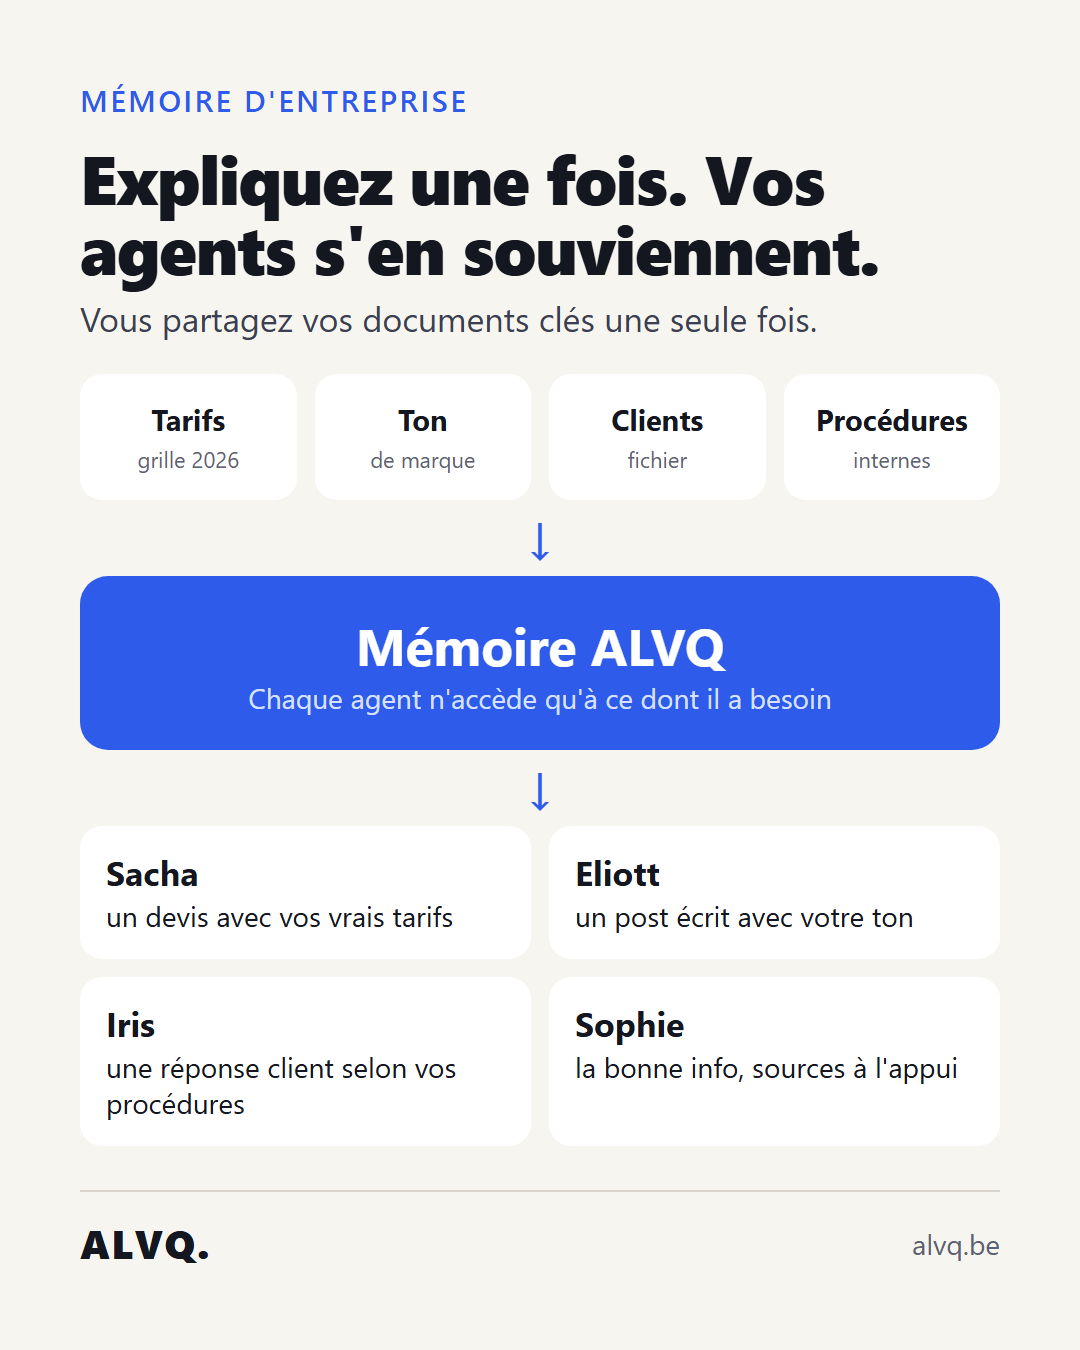 MÉMOIRE D'ENTREPRISE
Expliquez une fois. Vos
agents s'en souviennent.
Vous partagez vos documents clés une seule fois.
Tarifs
grille 2026
Ton
de marque
Clients
fichier
Procédures
internes
↓
Mémoire ALVQ
Chaque agent n'accède qu'à ce dont il a besoin
↓
Sacha
un devis avec vos vrais tarifs
Eliott
un post écrit avec votre ton
Iris
une réponse client selon vos
procédures
Sophie
la bonne info, sources à l'appui
ALVQ.
alvq.be